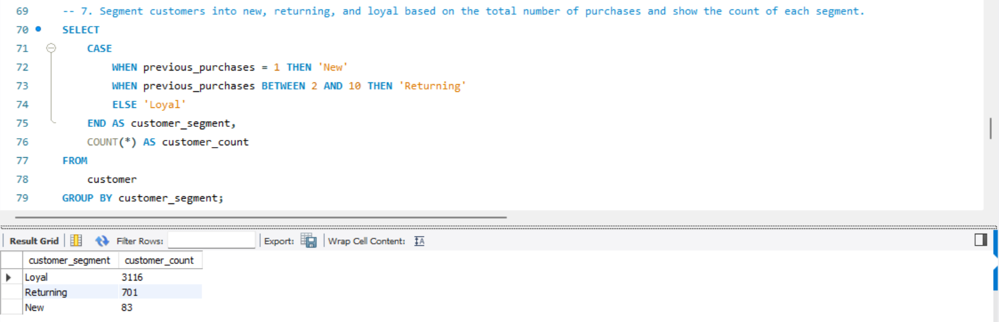 69 -- 7. Segment customers into new, returning, and loyal based on the total number of purchases and show the count of each segment.
70 SELECT
71 CASE
72 WHEN previous_purchases = 1 THEN 'New'
73 WHEN previous_purchases BETWEEN 2 AND 10 THEN 'Returning'
74 ELSE 'Loyal'
75 END AS customer_segment,
76 COUNT(*) AS customer_count
77 FROM
78 customer
79 GROUP BY customer_segment;
Result Grid Filter Rows: Export: Wrap Cell Content: IA
customer_segment customer_count
Loyal 3116
Returning 701
New 83